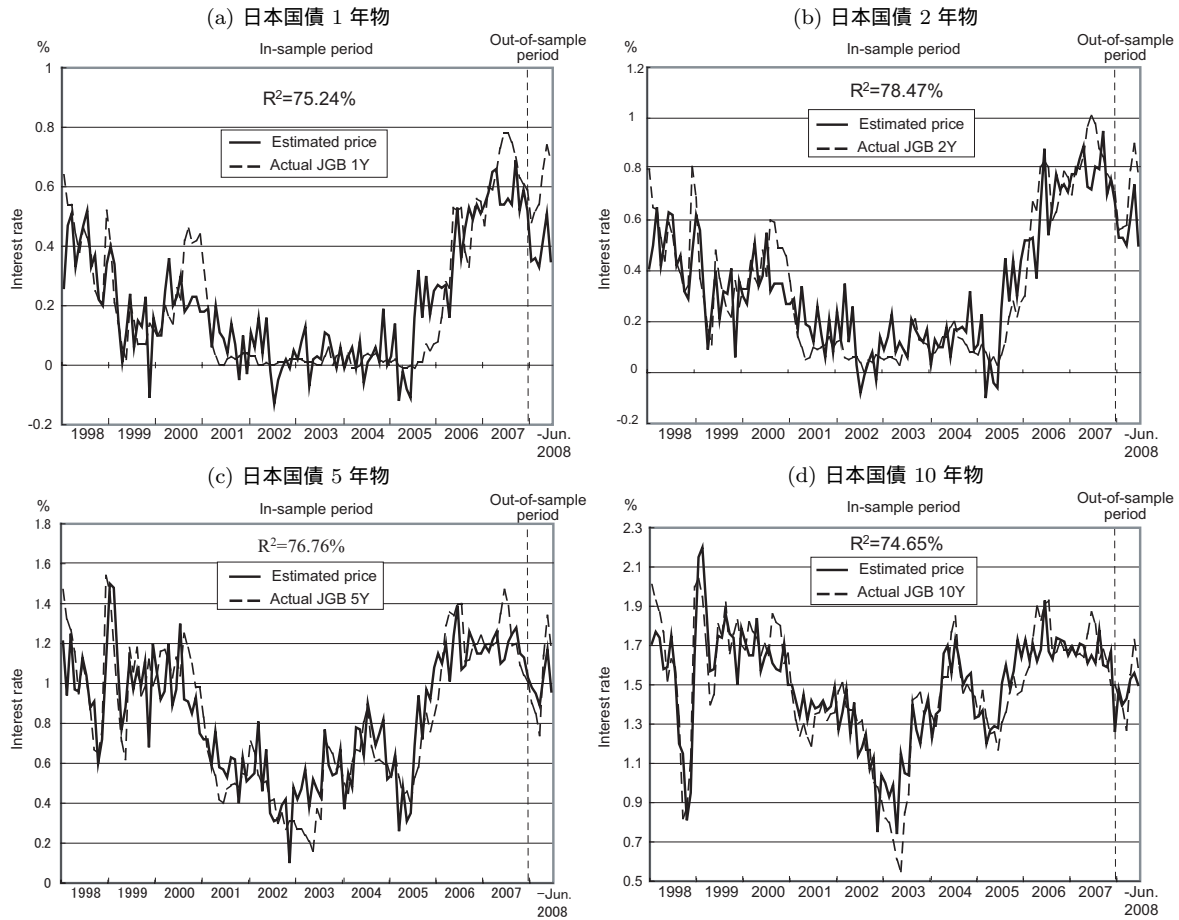 (a) 日本国債 1 年物
%
In-sample period
Out-of-sample
period
R²=75.24%
Estimated price
Actual JGB 1Y
Interest rate
1
0.8
0.6
0.4
0.2
0
-0.2
1998 1999 2000 2001 2002 2003 2004 2005 2006 2007 -Jun.
2008
(b) 日本国債 2 年物
%
In-sample period
Out-of-sample
period
R²=78.47%
Estimated price
Actual JGB 2Y
Interest rate
1.2
1
0.8
0.6
0.4
0.2
0
-0.2
1998 1999 2000 2001 2002 2003 2004 2005 2006 2007 -Jun.
2008
(c) 日本国債 5 年物
%
In-sample period
Out-of-sample
period
R²=76.76%
Estimated price
Actual JGB 5Y
Interest rate
1.8
1.6
1.4
1.2
1.0
0.8
0.6
0.4
0.2
0
1998 1999 2000 2001 2002 2003 2004 2005 2006 2007 -Jun.
2008
(d) 日本国債 10 年物
%
In-sample period
Out-of-sample
period
R²=74.65%
Estimated price
Actual JGB 10Y
Interest rate
2.3
2.1
1.9
1.7
1.5
1.3
1.1
0.9
0.7
0.5
1998 1999 2000 2001 2002 2003 2004 2005 2006 2007 -Jun.
2008